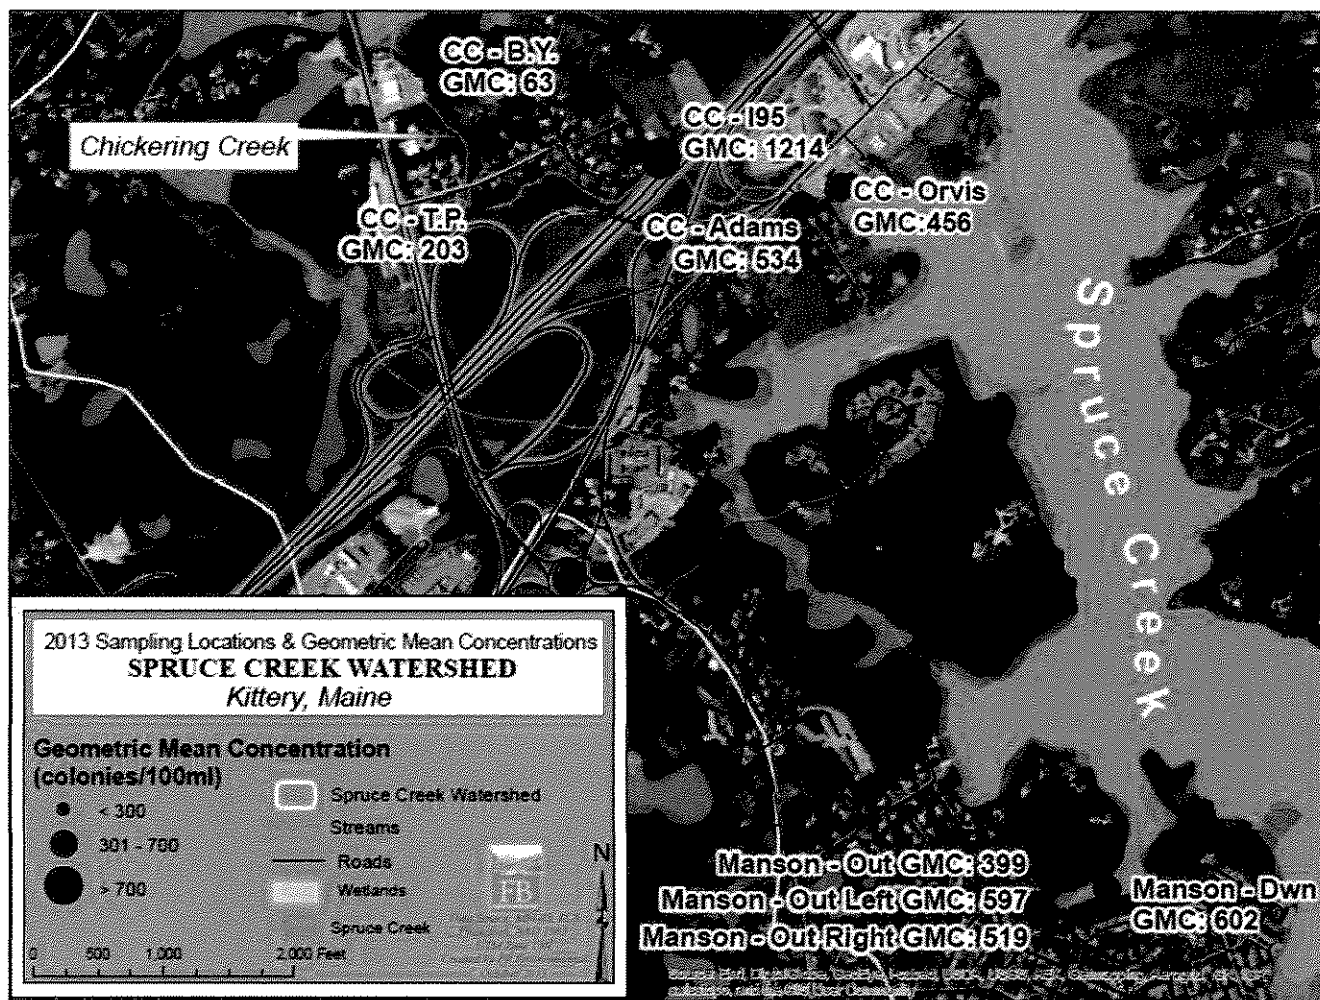 CC - B.Y.
GMC: 63
CC - I95
GMC: 1214
Chickering Creek
CC - Orvis
GMC:456
CC - T.P.
GMC: 203
CC - Adams
GMC: 534
Spruce Creek
2013 Sampling Locations & Geometric Mean Concentrations
SPRUCE CREEK WATERSHED
Kittery, Maine
Geometric Mean Concentration
(colonies/100ml)
< 300
301 - 700
> 700
Spruce Creek Watershed
Streams
Roads
Wetlands
Spruce Creek
FB
N
0 500 1,000 2,000 Feet
Manson - Out GMC: 399
Manson - Out Left GMC: 597
Manson - Out Right GMC: 519
Manson - Dwn
GMC: 602